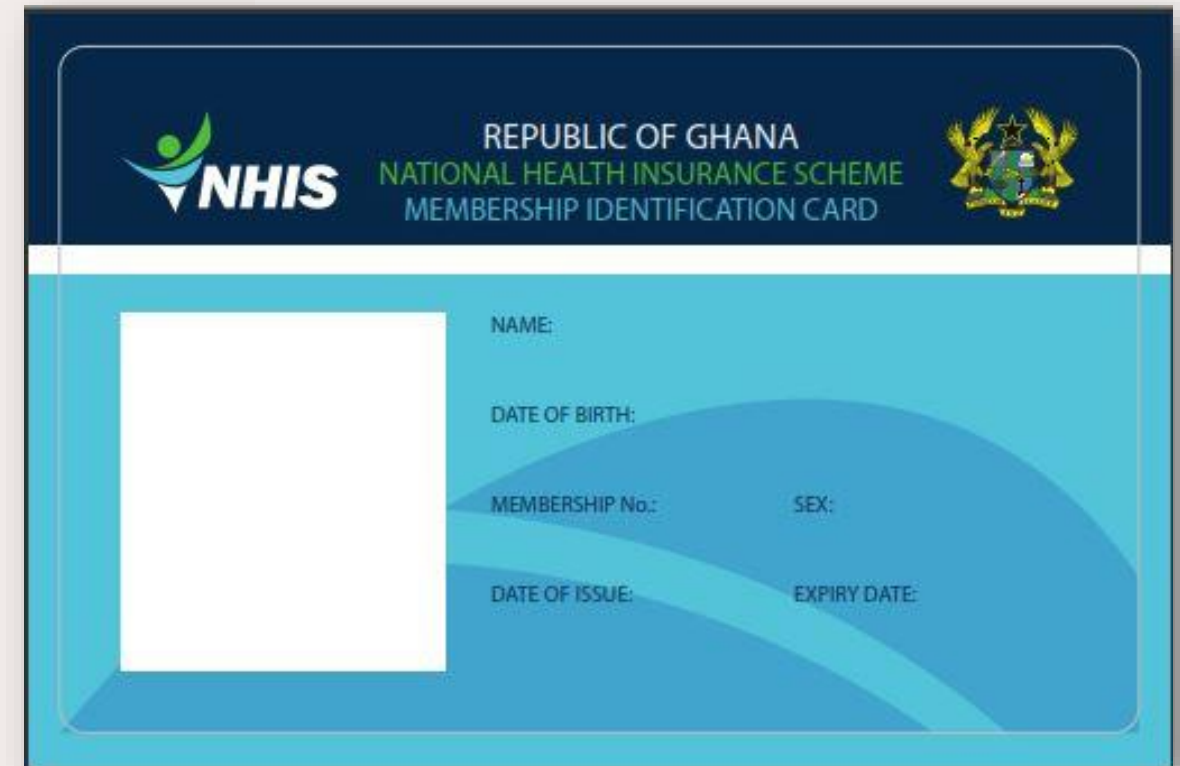 NHIS
REPUBLIC OF GHANA
NATIONAL HEALTH INSURANCE SCHEME
MEMBERSHIP IDENTIFICATION CARD
NAME:
DATE OF BIRTH:
MEMBERSHIP No.:
SEX:
DATE OF ISSUE:
EXPIRY DATE: